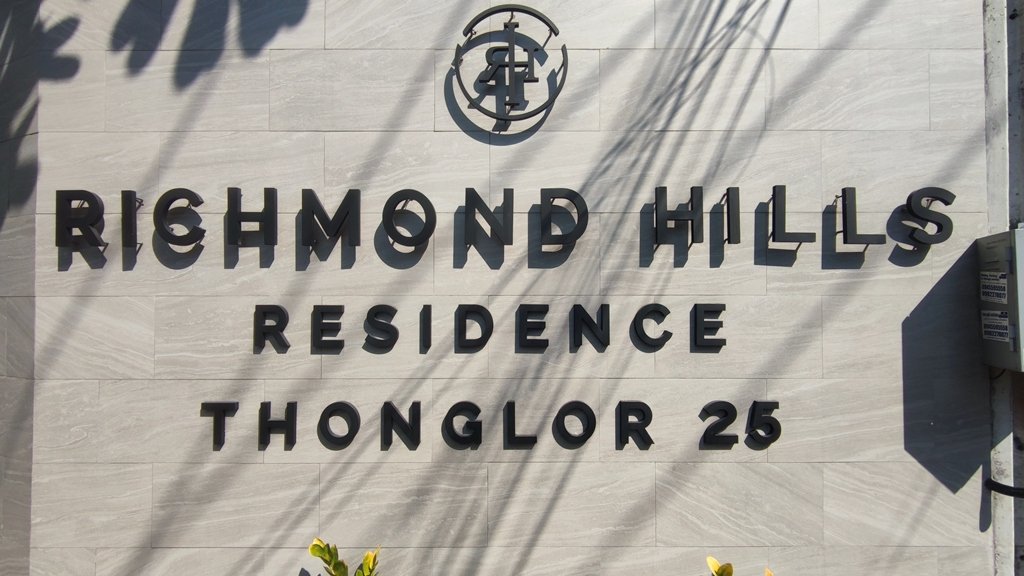 RICHMOND HILLS
RESIDENCE
THONGLOR 25